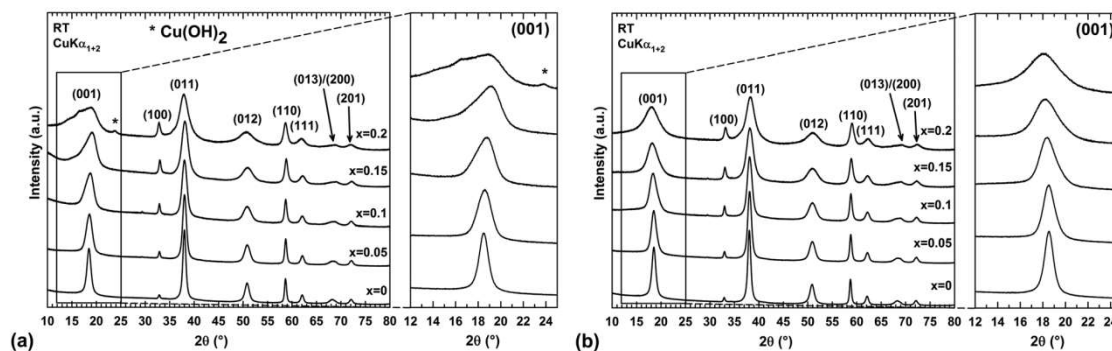 RT
CuKα1+2
* Cu(OH)2
(001)
(001)
*
(100)
(011)
(012)
(110)
(111)
(013)/(200)
(201)
*
x=0.2
x=0.15
x=0.1
x=0.05
x=0
Intensity (a.u.)
10 15 20 25 30 35 40 45 50 55 60 65 70 75 80
12 14 16 18 20 22 24
(a)
2θ (°)
2θ (°)
RT
CuKα1+2
(001)
(001)
(100)
(011)
(012)
(110)
(111)
(013)/(200)
(201)
x=0.2
x=0.15
x=0.1
x=0.05
x=0
Intensity (a.u.)
10 15 20 25 30 35 40 45 50 55 60 65 70 75 80
12 14 16 18 20 22 24
(b)
2θ (°)
2θ (°)